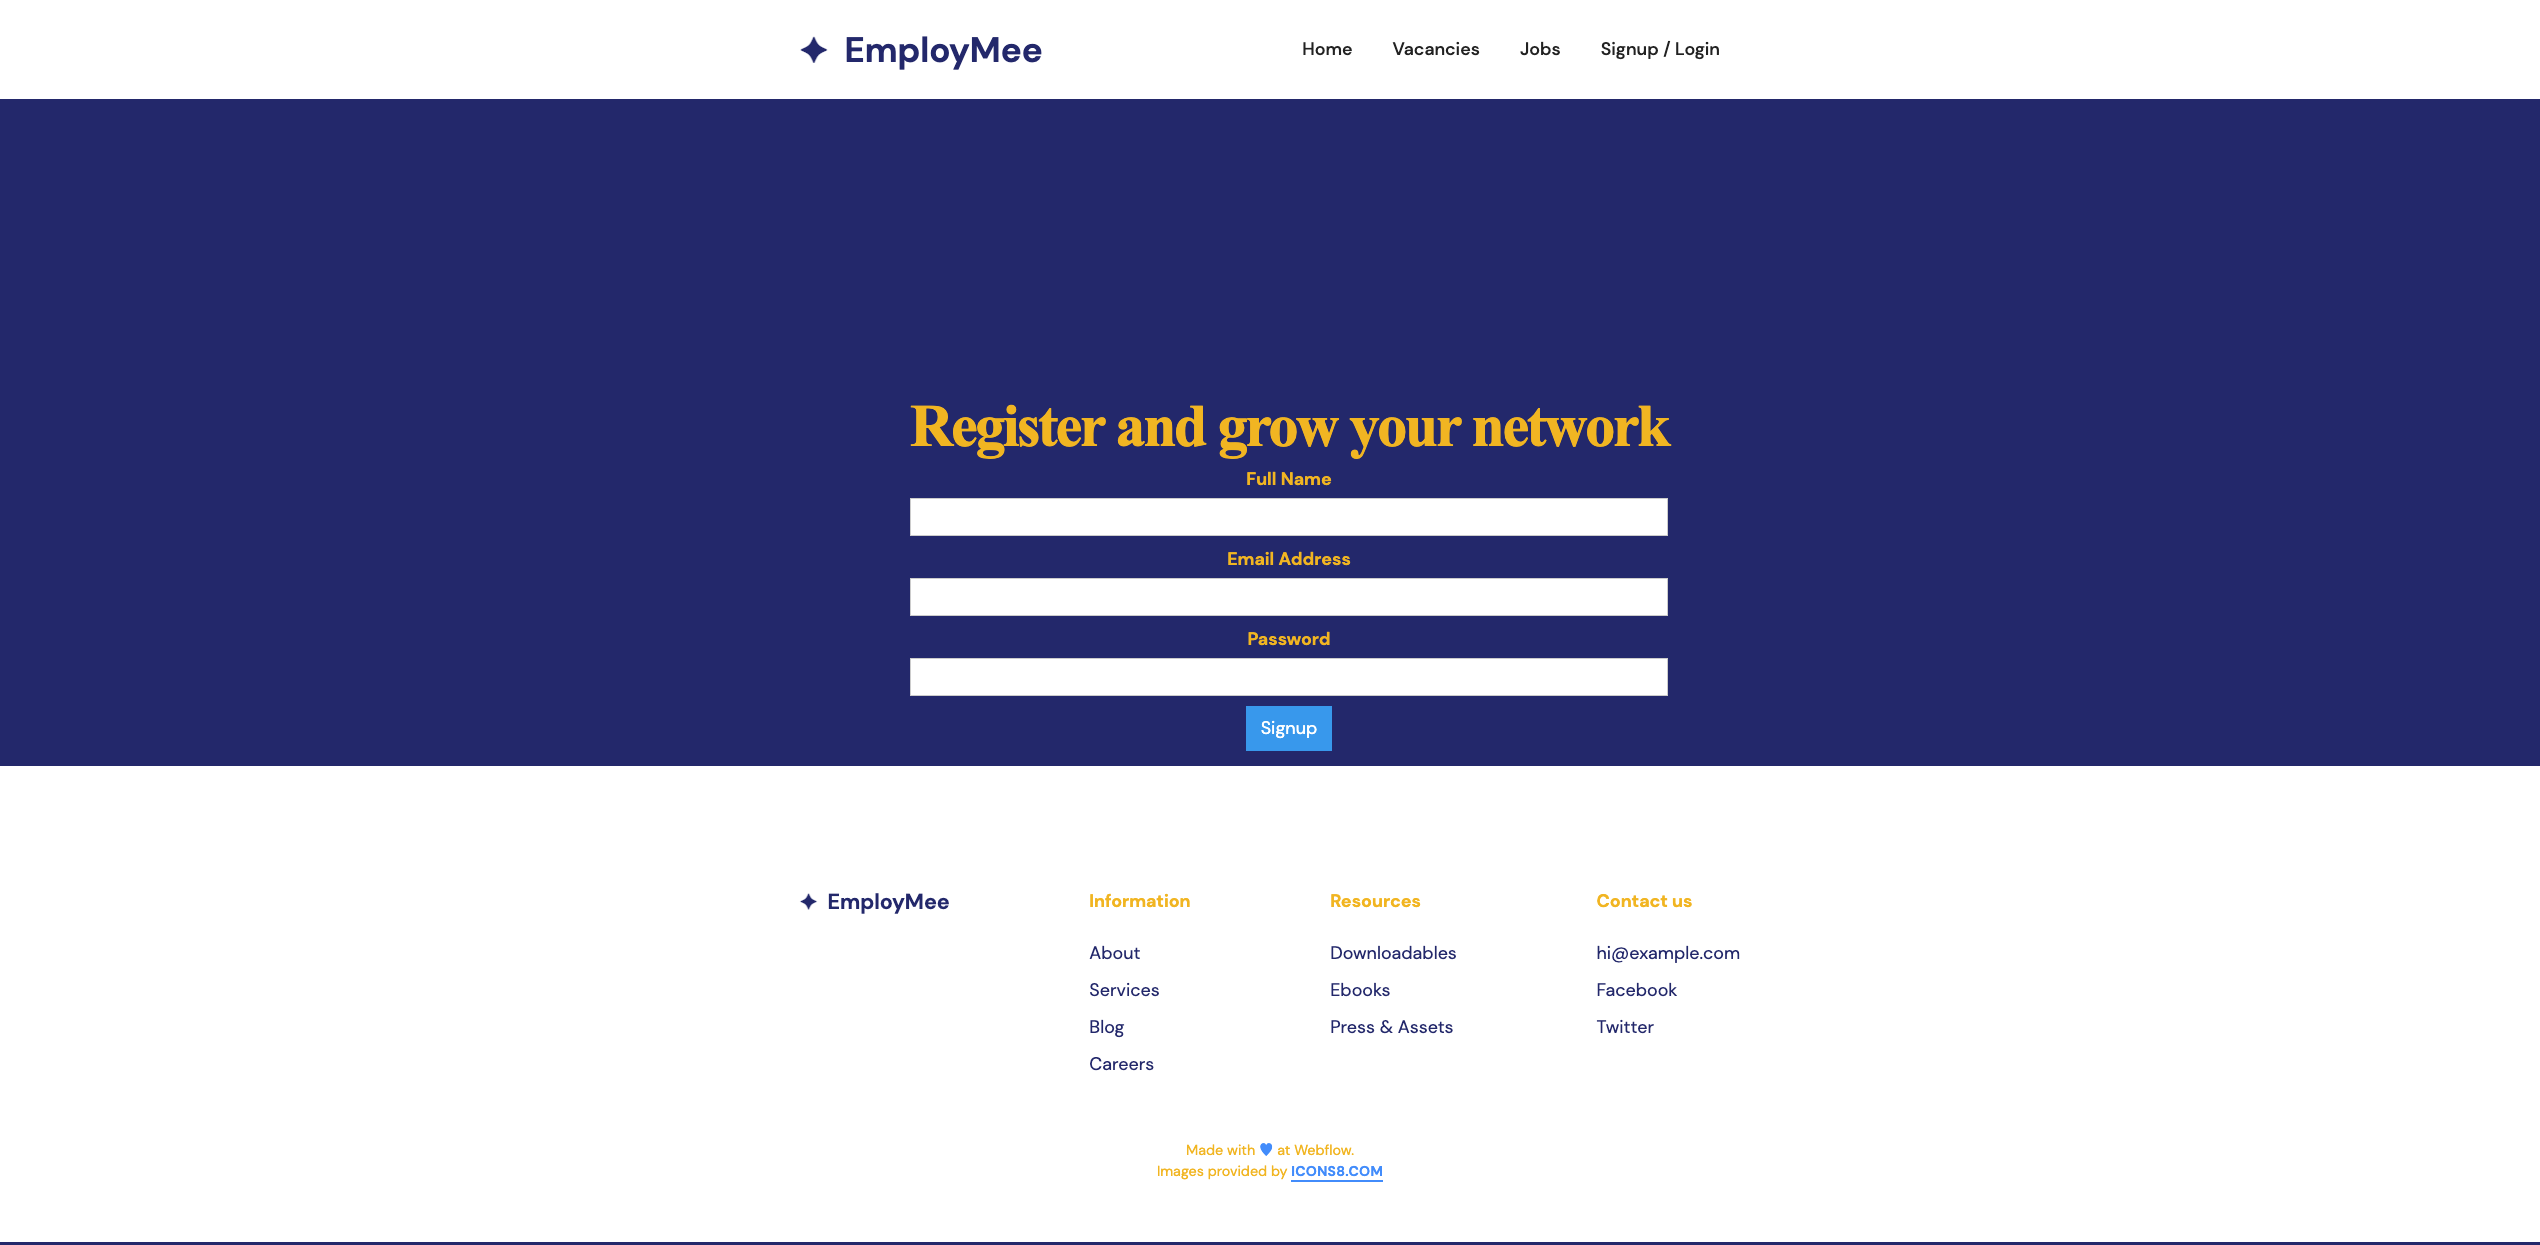 EmployMee
Home Vacancies Jobs Signup / Login
Register and grow your network
Full Name
Email Address
Password
Signup
EmployMee
Information
About
Services
Blog
Careers
Resources
Downloadables
Ebooks
Press & Assets
Contact us
hi@example.com
Facebook
Twitter
Made with 💙 at Webflow.
Images provided by ICONS8.COM